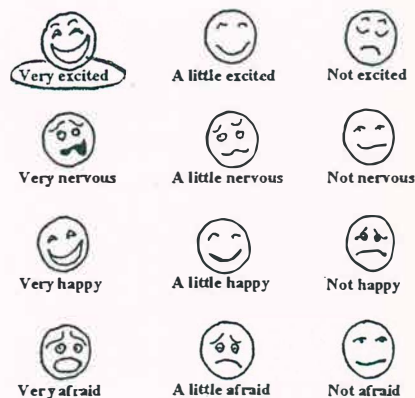 Very excited A little excited Not excited
Very nervous A little nervous Not nervous
Very happy A little happy Not happy
Very afraid A little afraid Not afraid